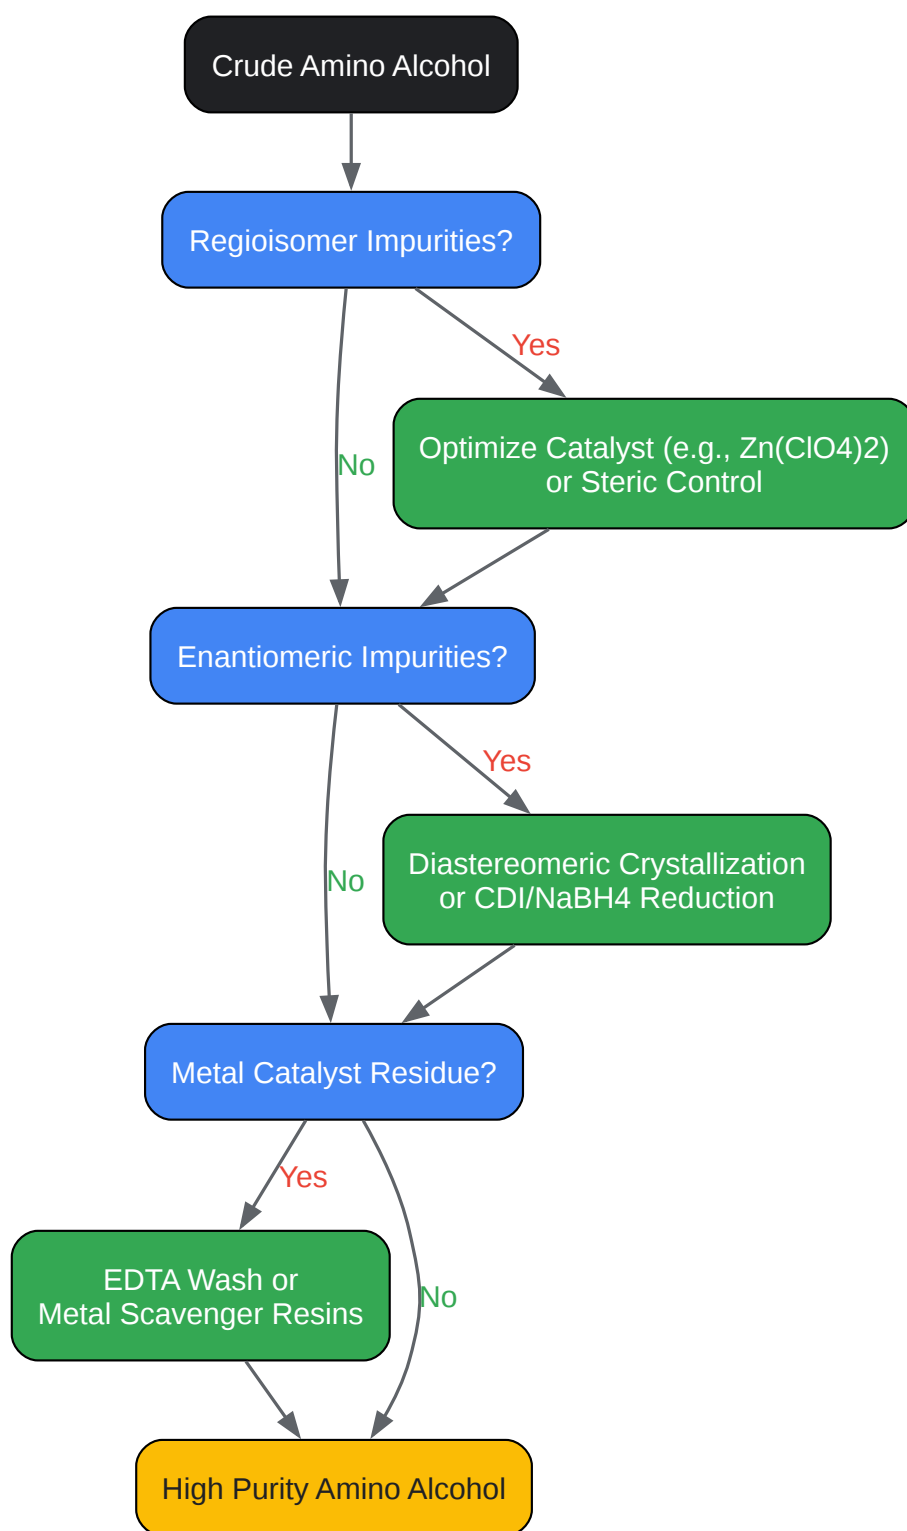 Crude Amino Alcohol
Regioisomer Impurities?
Yes
Optimize Catalyst (e.g., Zn(ClO4)2)
or Steric Control
No
Enantiomeric Impurities?
Yes
Diastereomeric Crystallization
or CDI/NaBH4 Reduction
No
Metal Catalyst Residue?
Yes
EDTA Wash or
Metal Scavenger Resins
No
High Purity Amino Alcohol